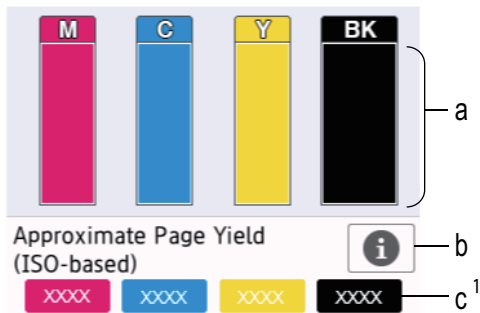 M C Y BK
a
Approximate Page Yield
(ISO-based)
i
b
XXXX XXXX XXXX XXXX
c 1